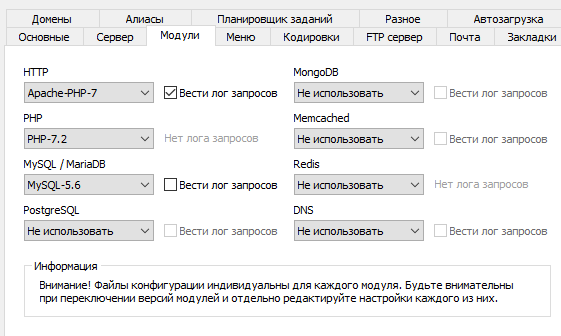 Домены Алиасы Планировщик заданий Разное Автозагрузка
Основные Сервер Модули Меню Кодировки FTP сервер Почта Закладки
HTTP MongoDB
Apache-PHP-7 Вести лог запросов Не использовать Вести лог запросов
PHP Memcached
PHP-7.2 Нет лога запросов Не использовать Вести лог запросов
MySQL / MariaDB Redis
MySQL-5.6 Вести лог запросов Не использовать Нет лога запросов
PostgreSQL DNS
Не использовать Вести лог запросов Не использовать Вести лог запросов
Информация
Внимание! Файлы конфигурации индивидуальны для каждого модуля. Будьте внимательны
при переключении версий модулей и отдельно редактируйте настройки каждого из них.